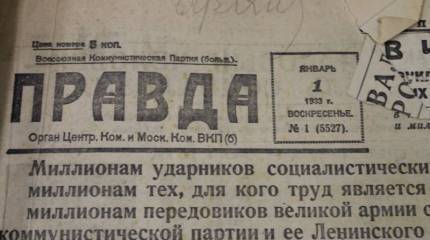 Цена номера 5 коп.
Всесоюзная Коммунистическая Партия (больш.).
ПРАВДА
Орган Центр. Ком. и Моск. Ком. ВКП(б)
ЯНВАРЬ
1
1933 г.
ВОСКРЕСЕНЬЕ.
№ 1 (5527).
Миллионам ударников социалистически
миллионам тех, для кого труд является
миллионам передовиков великой армии с
коммунистической партии и ее Ленинского